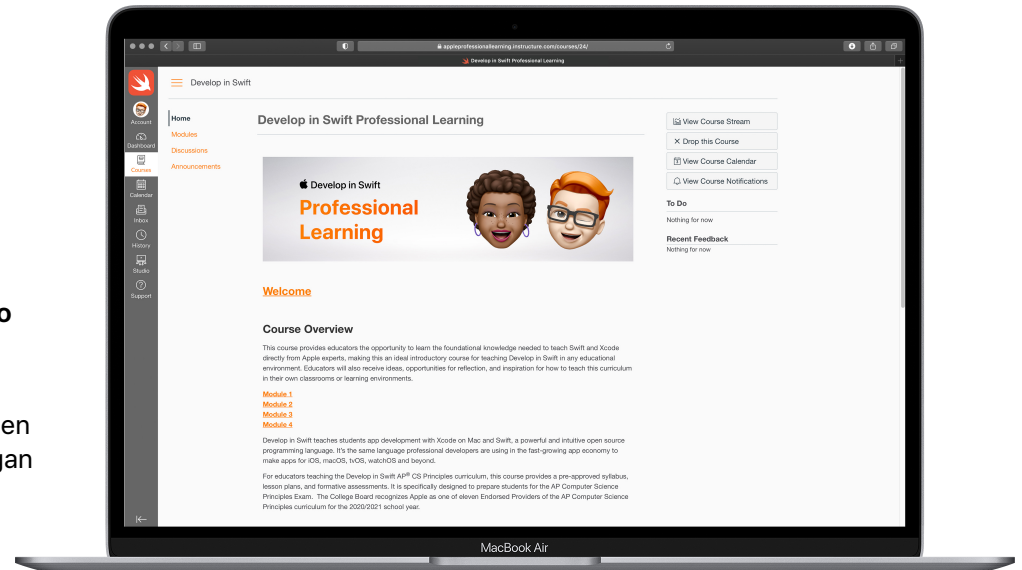 appleprofessionallearning.instructure.com/courses/24/
Develop in Swift Professional Learning
Develop in Swift
Account
Dashboard
Courses
Calendar
Inbox
History
Studio
Support
Home
Modules
Discussions
Announcements
Develop in Swift Professional Learning
Develop in Swift
Professional
Learning
Welcome
Course Overview
This course provides educators the opportunity to learn the foundational knowledge needed to teach Swift and Xcode
directly from Apple experts, making this an ideal introductory course for teaching Develop in Swift in any educational
environment. Educators will also receive ideas, opportunities for reflection, and inspiration for how to teach this curriculum
in their own classrooms or learning environments.
Module 1
Module 2
Module 3
Module 4
Develop in Swift teaches students app development with Xcode on Mac and Swift, a powerful and intuitive open source
programming language. It's the same language professional developers are using in the fast-growing app economy to
make apps for iOS, macOS, tvOS, watchOS and beyond.
For educators teaching the Develop in Swift AP® CS Principles curriculum, this course provides a pre-approved syllabus,
lesson plans, and formative assessments. It is specifically designed to prepare students for the AP Computer Science
Principles Exam. The College Board recognizes Apple as one of eleven Endorsed Providers of the AP Computer Science
Principles curriculum for the 2020/2021 school year.
View Course Stream
Drop this Course
View Course Calendar
View Course Notifications
To Do
Nothing for now
Recent Feedback
Nothing for now
MacBook Air
o
en
gan